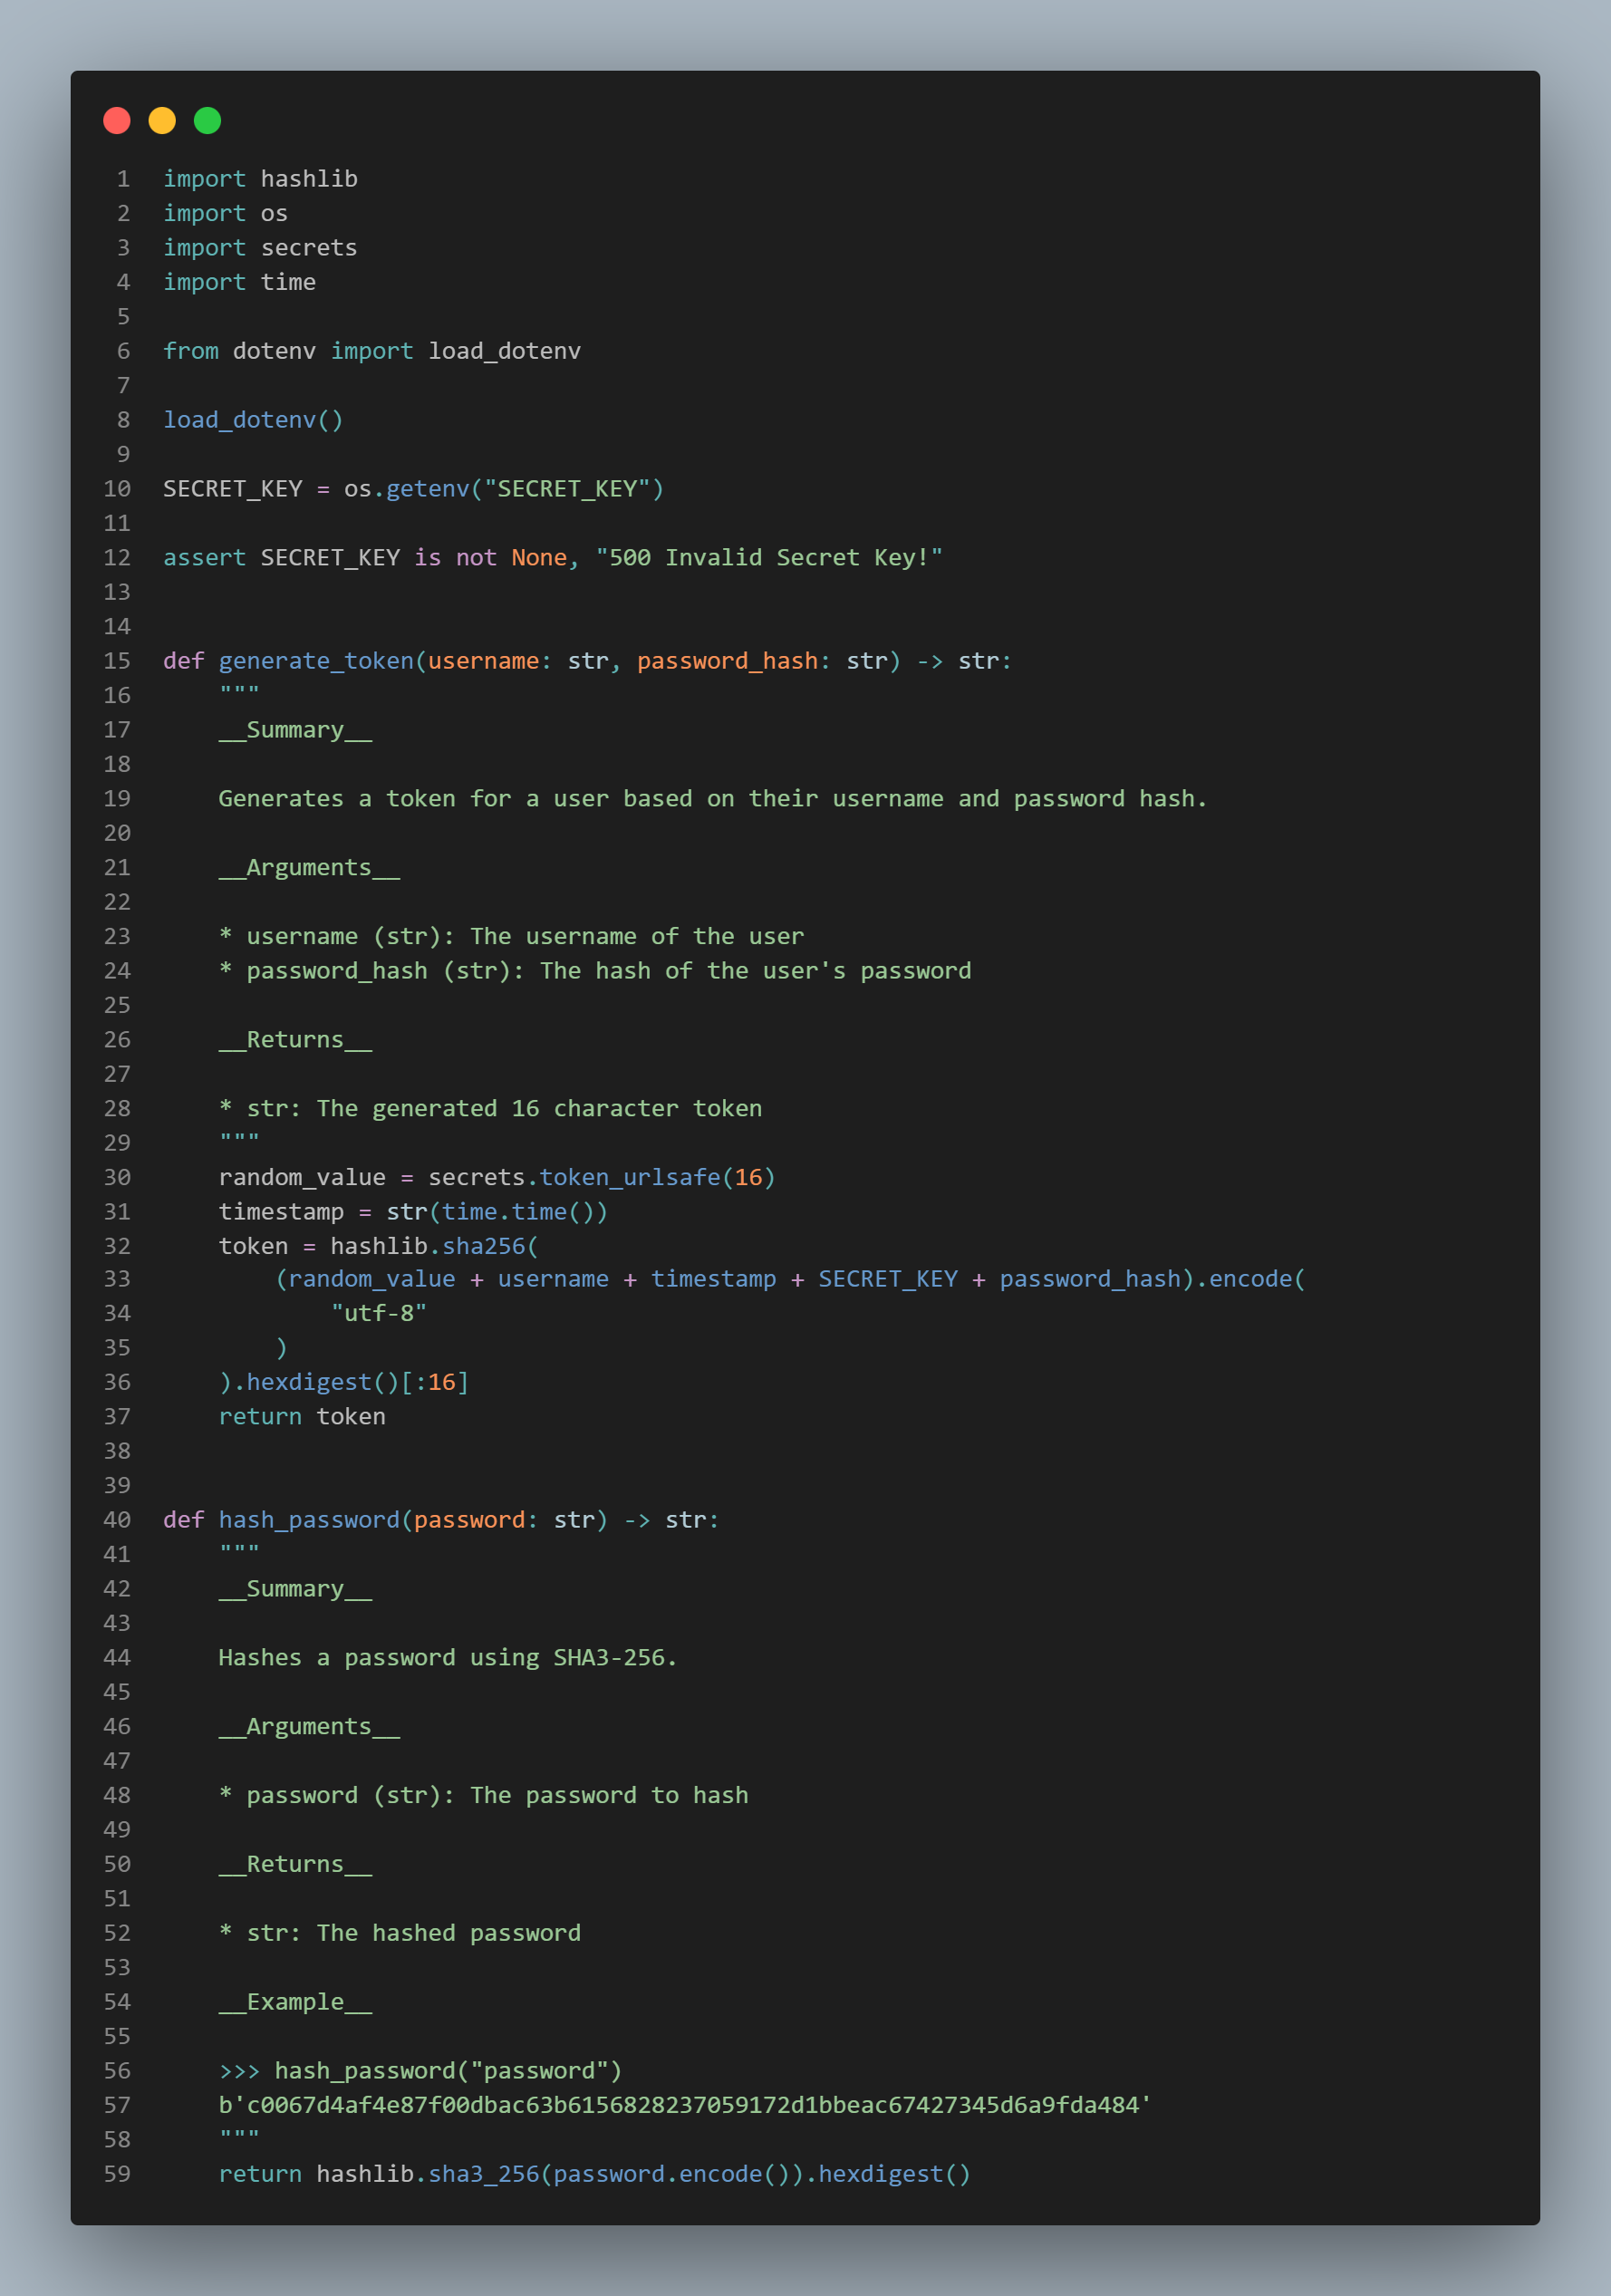 1 import hashlib
2 import os
3 import secrets
4 import time
5
6 from dotenv import load_dotenv
7
8 load_dotenv()
9
10 SECRET_KEY = os.getenv("SECRET_KEY")
11
12 assert SECRET_KEY is not None, "500 Invalid Secret Key!"
13
14
15 def generate_token(username: str, password_hash: str) -> str:
16     """
17     __Summary__
18
19     Generates a token for a user based on their username and password hash.
20
21     __Arguments__
22
23     * username (str): The username of the user
24     * password_hash (str): The hash of the user's password
25
26     __Returns__
27
28     * str: The generated 16 character token
29     """
30     random_value = secrets.token_urlsafe(16)
31     timestamp = str(time.time())
32     token = hashlib.sha256(
33         (random_value + username + timestamp + SECRET_KEY + password_hash).encode(
34             "utf-8"
35         )
36     ).hexdigest()[:16]
37     return token
38
39
40 def hash_password(password: str) -> str:
41     """
42     __Summary__
43
44     Hashes a password using SHA3-256.
45
46     __Arguments__
47
48     * password (str): The password to hash
49
50     __Returns__
51
52     * str: The hashed password
53
54     __Example__
55
56     >>> hash_password("password")
57     b'c0067d4af4e87f00dbac63b6156828237059172d1bbeac67427345d6a9fda484'
58     """
59     return hashlib.sha3_256(password.encode()).hexdigest()